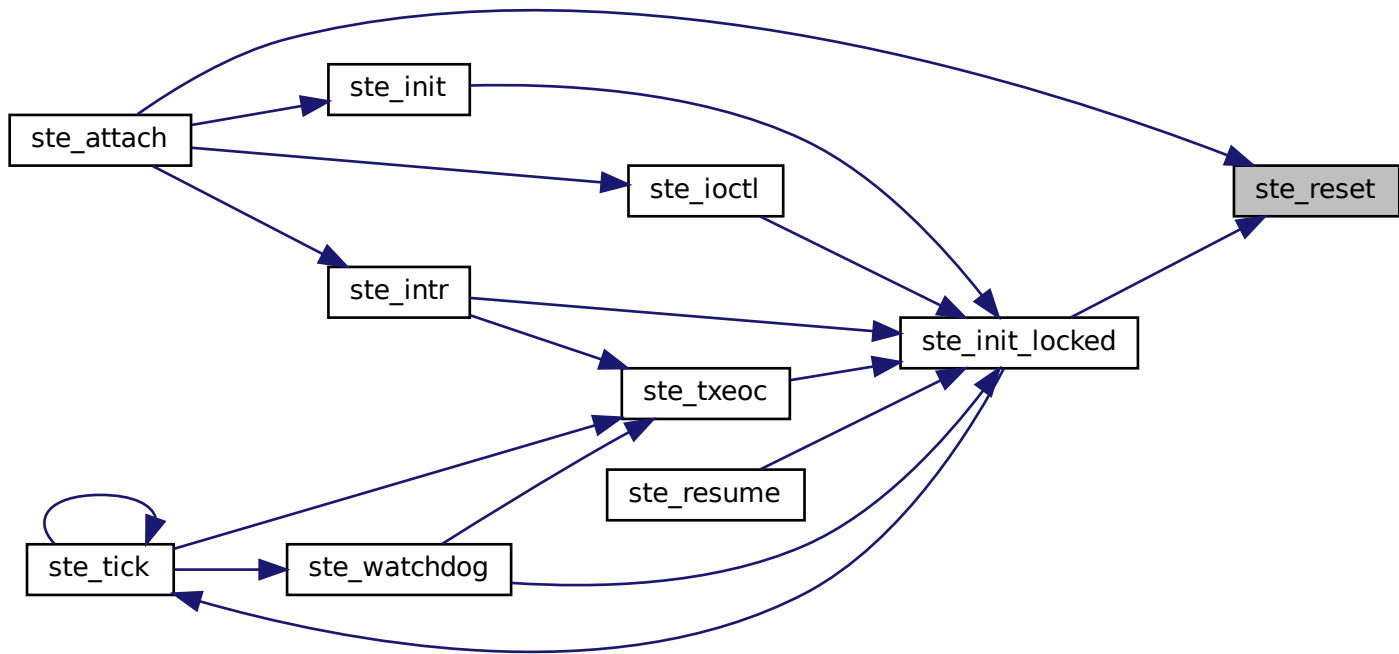 ste_init
ste_attach
ste_ioctl
ste_reset
ste_intr
ste_init_locked
ste_txeoc
ste_resume
ste_tick
ste_watchdog